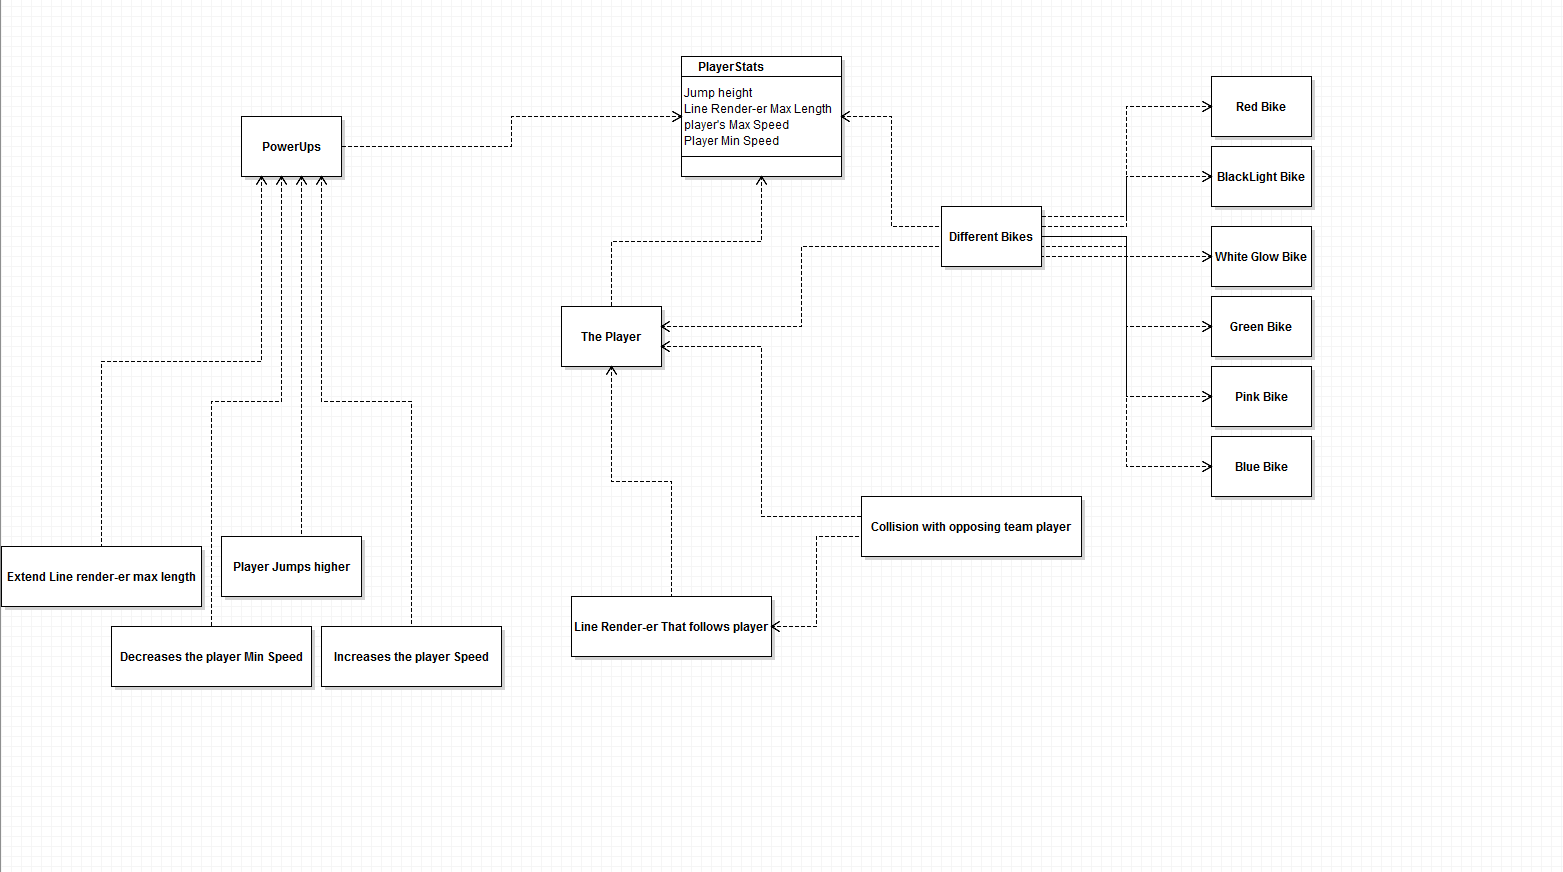 PlayerStats
Jump height
Line Render-er Max Length
player's Max Speed
Player Min Speed
PowerUps
Red Bike
BlackLight Bike
Different Bikes
White Glow Bike
The Player
Green Bike
Pink Bike
Blue Bike
Collision with opposing team player
Extend Line render-er max length
Player Jumps higher
Line Render-er That follows player
Decreases the player Min Speed
Increases the player Speed